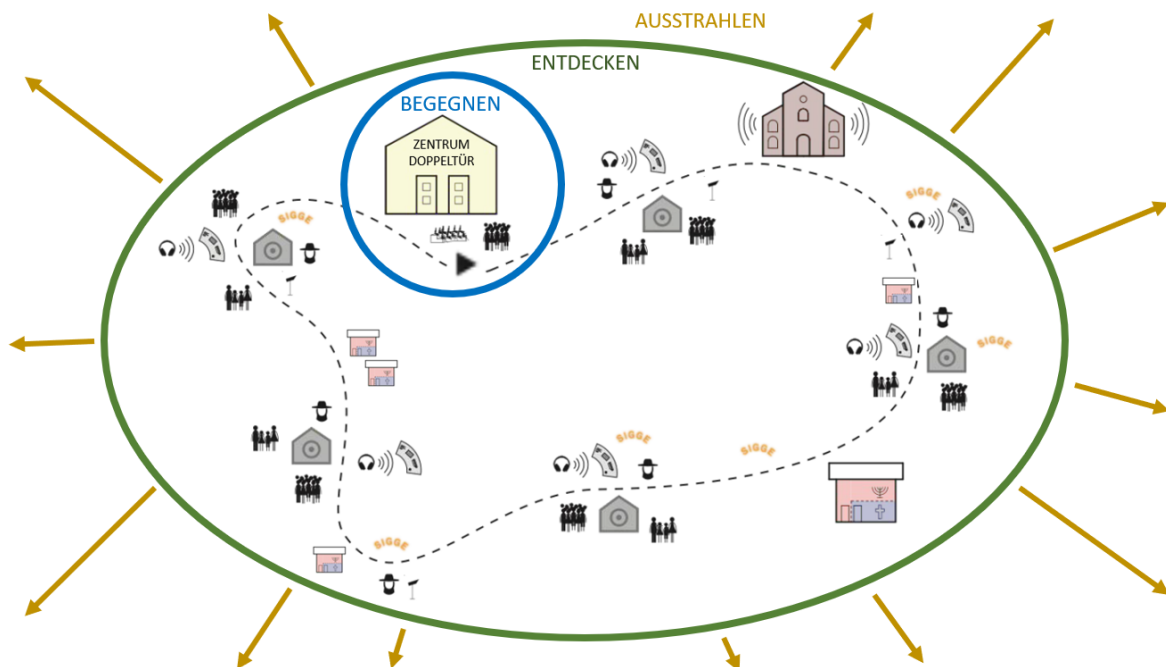 AUSSTRAHLEN
ENTDECKEN
BEGEGNEN
ZENTRUM
DOPPELTÜR
SIGGE
SIGGE
SIGGE
SIGGE
SIGGE
SIGGE